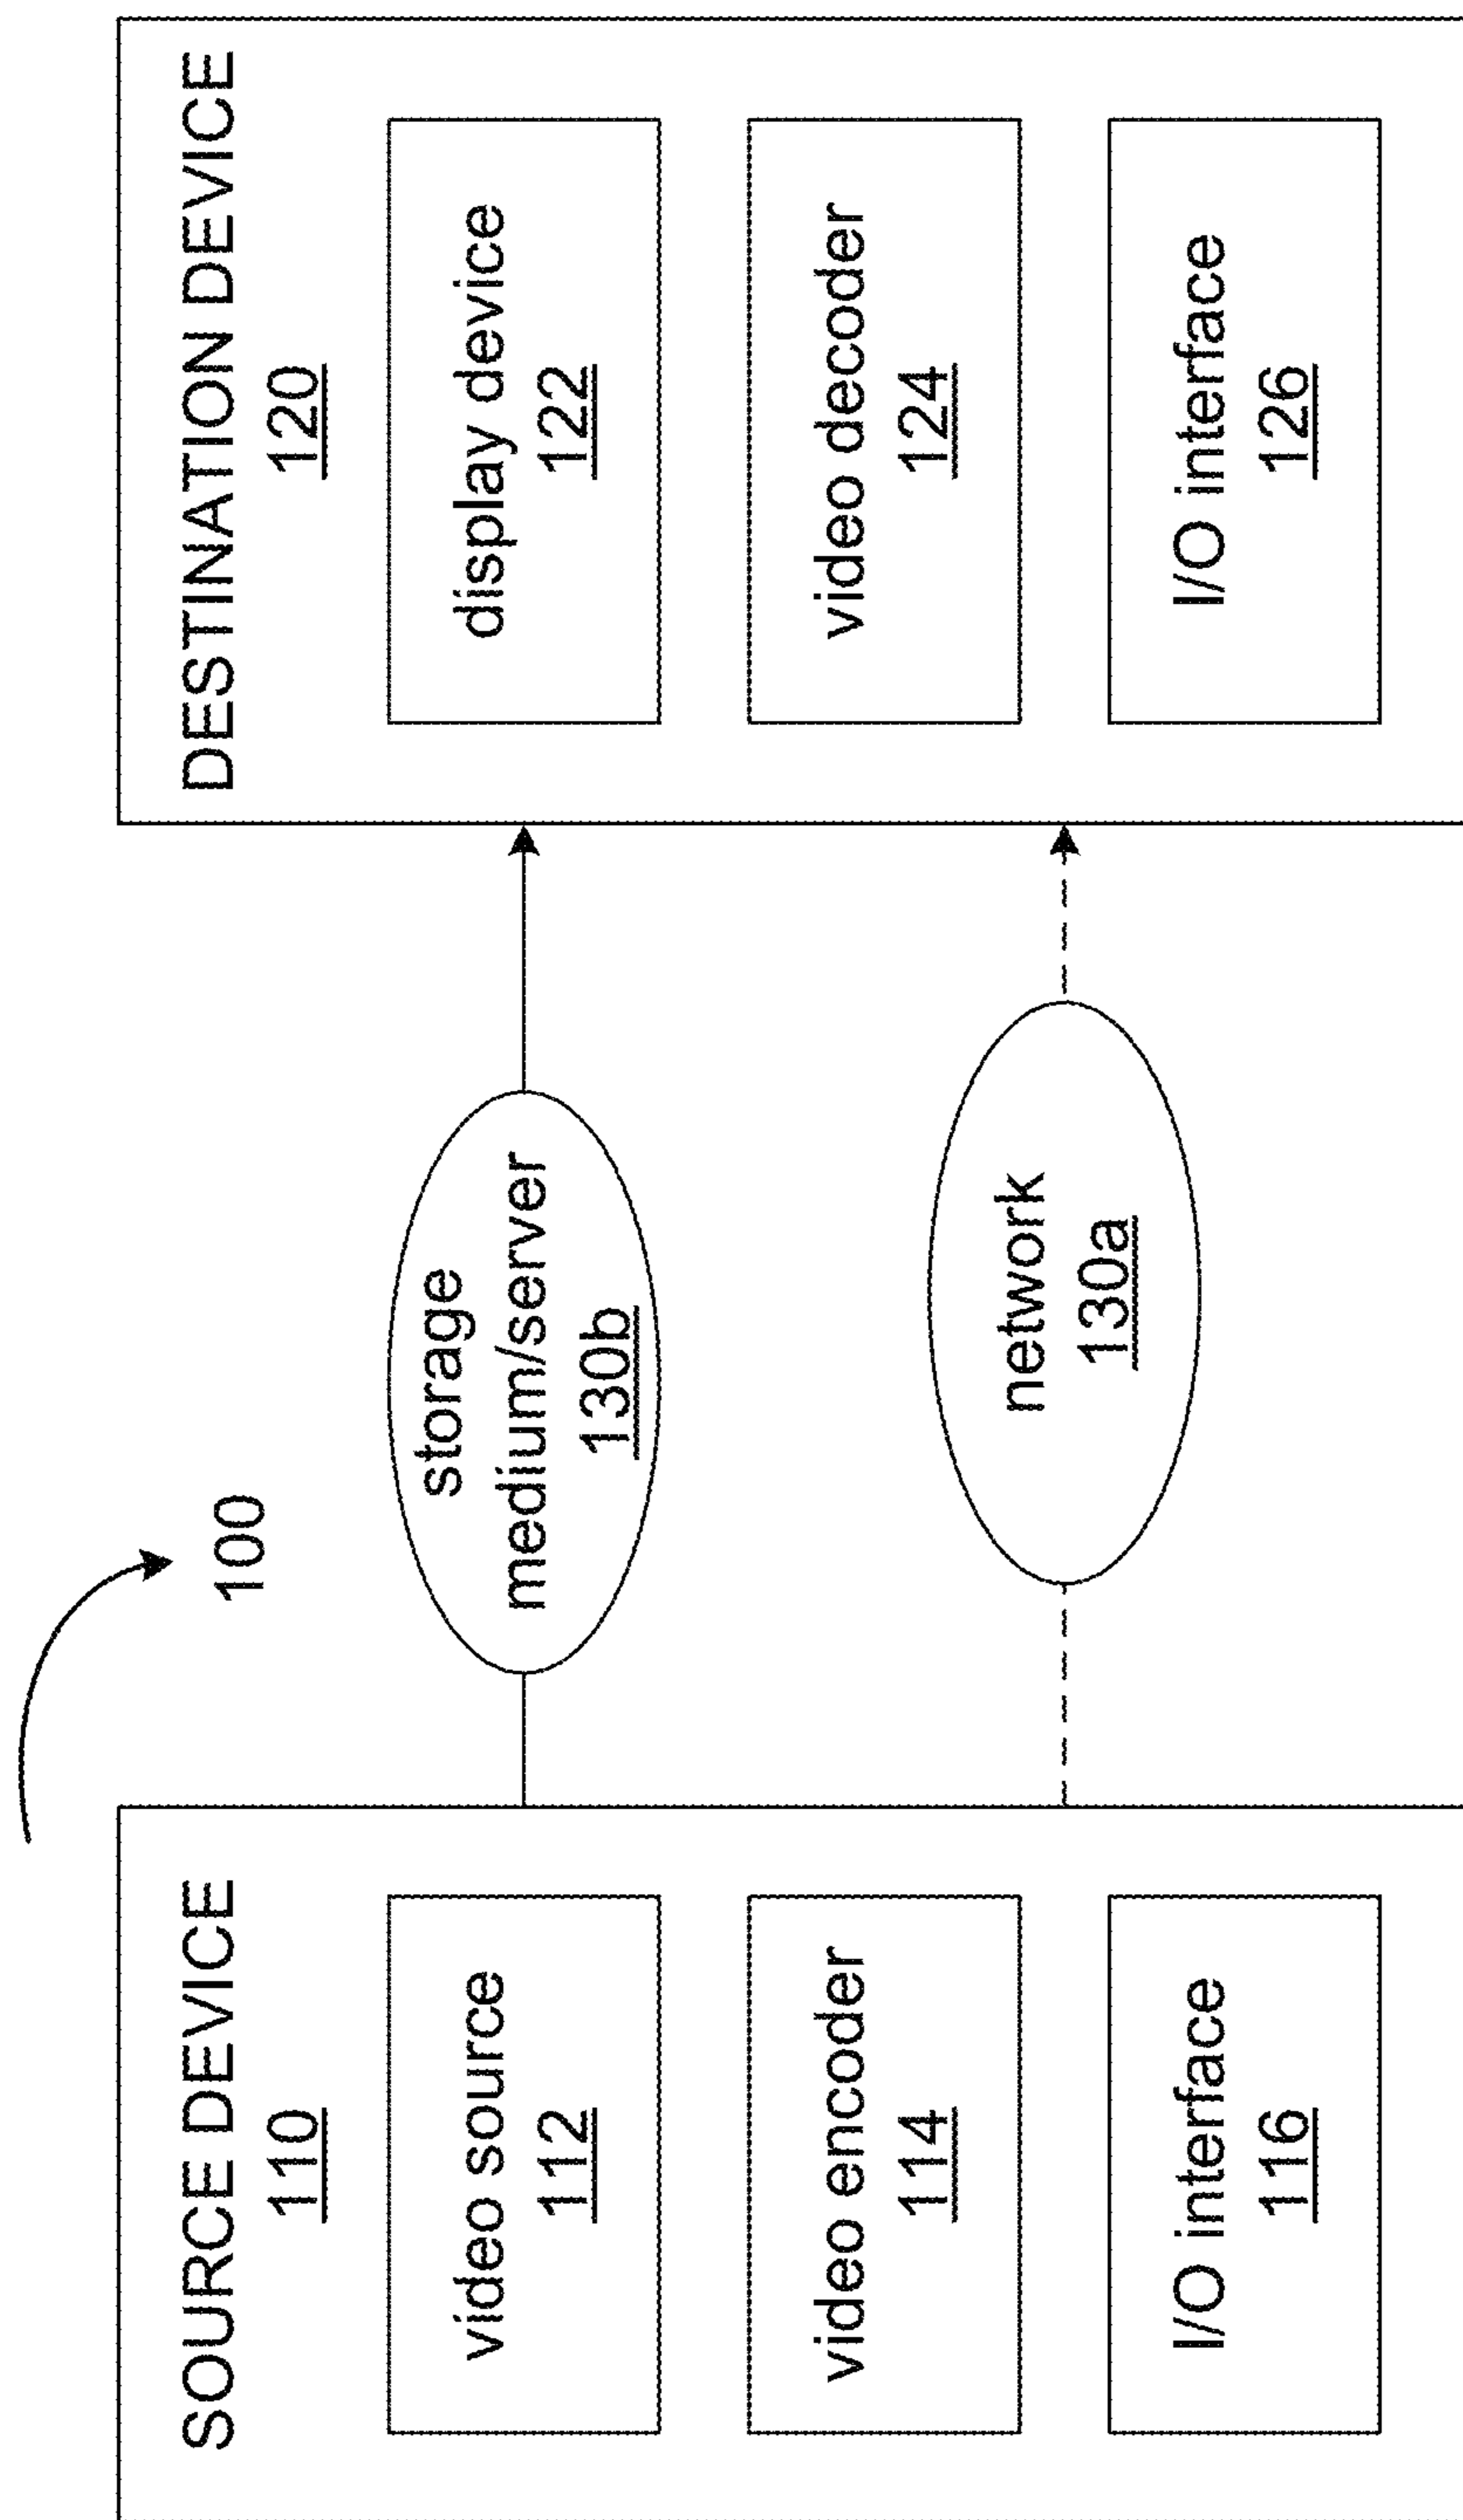 100
SOURCE DEVICE
110
video source
112
video encoder
114
I/O interface
116
storage
medium/server
130b
network
130a
DESTINATION DEVICE
120
display device
122
video decoder
124
I/O interface
126